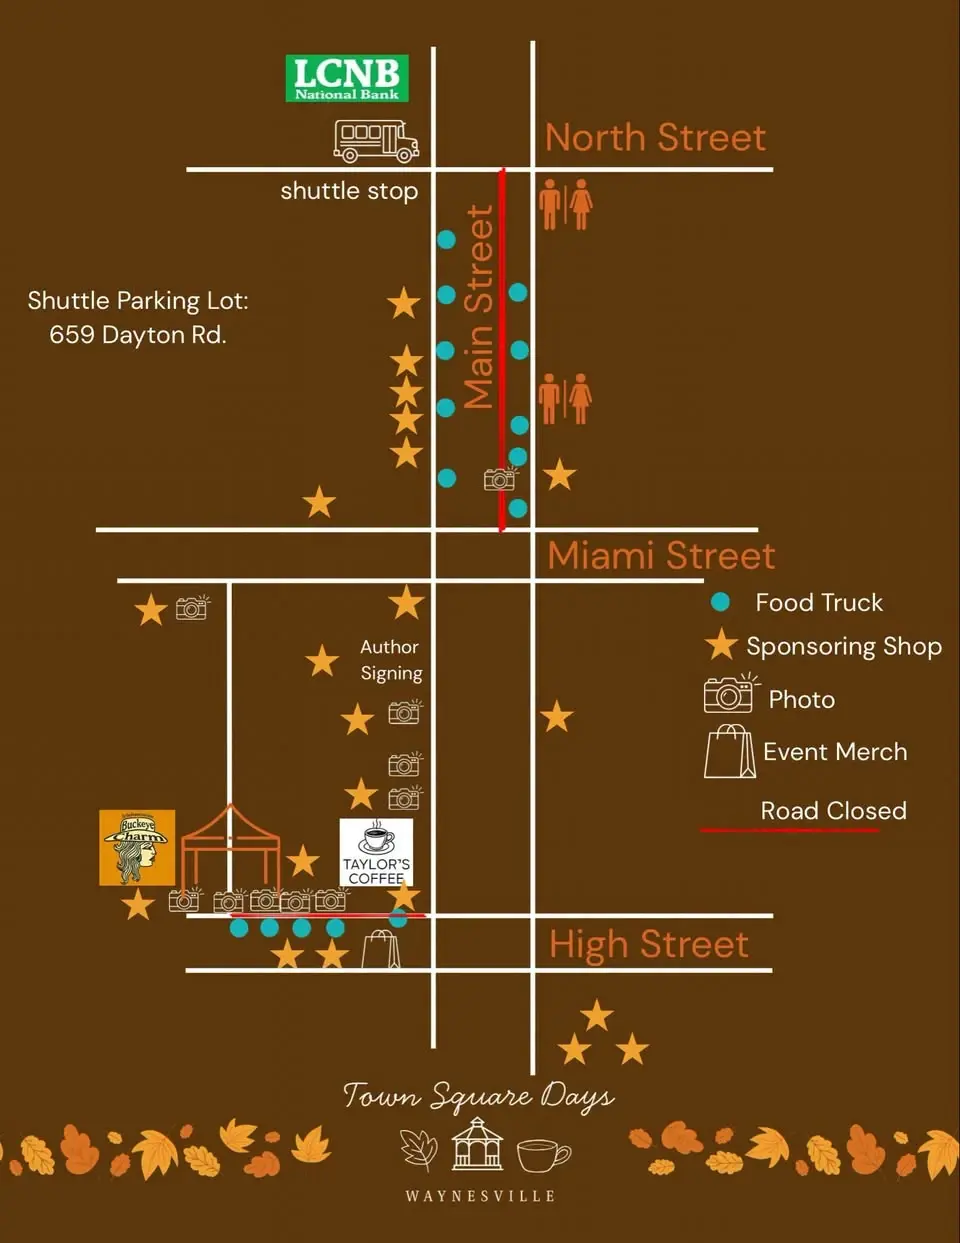 LCNB
National Bank
North Street
shuttle stop
Main Street
Shuttle Parking Lot:
659 Dayton Rd.
Miami Street
Food Truck
Author
Signing
Sponsoring Shop
Photo
Event Merch
Road Closed
Buckeye
Charm
TAYLOR'S
COFFEE
High Street
Town Square Days
WAYNESVILLE